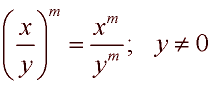 (x/y)^m = x^m/y^m; y ≠ 0